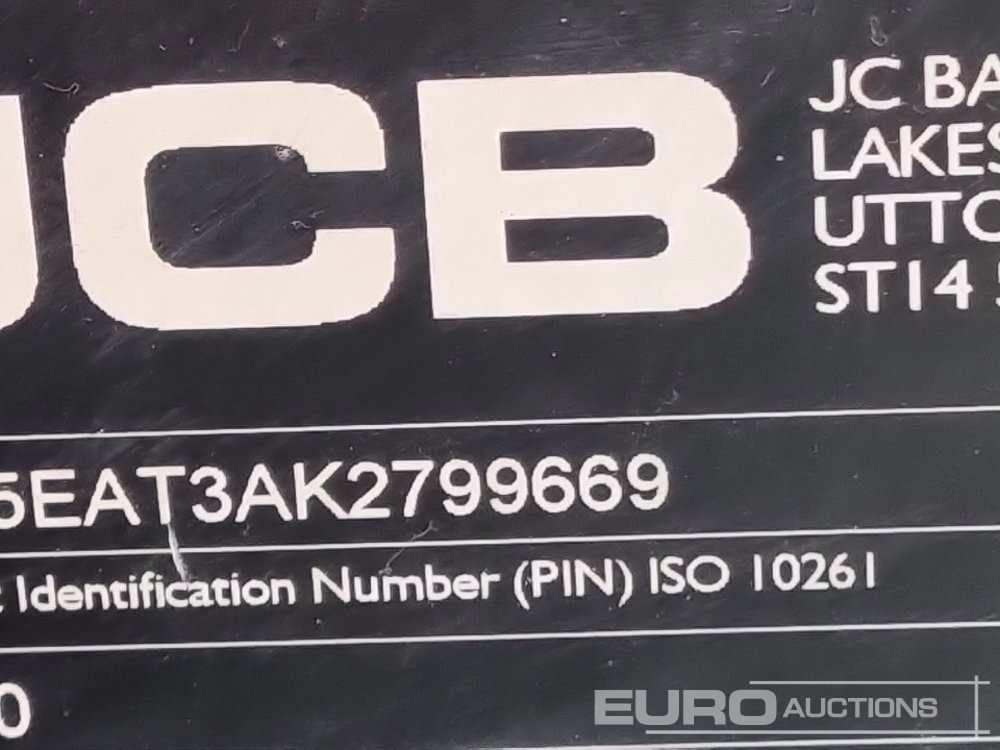 JCB
JC BA
LAKES
UTTO
ST14 5
5EAT3AK2799669
t Identification Number (PIN) ISO 10261
0
EURO AUCTIONS